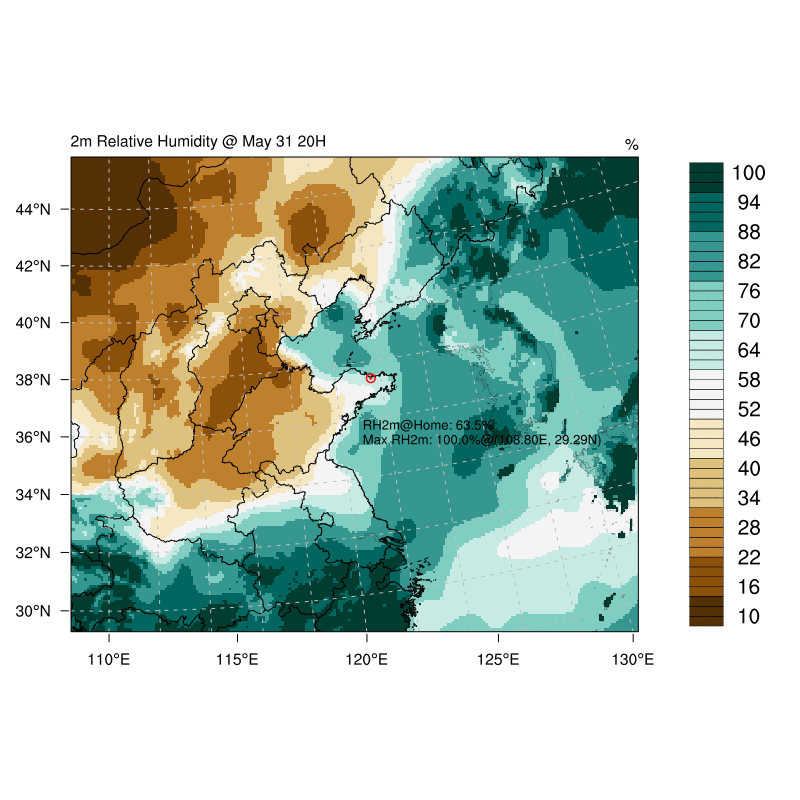 2m Relative Humidity @ May 31 20H
%
100
94
88
82
76
70
64
58
52
46
40
34
28
22
16
10
44°N
42°N
40°N
38°N
36°N
34°N
32°N
30°N
RH2m@Home: 63.5%
Max RH2m: 100.0%@(108.80E, 29.29N)
110°E 115°E 120°E 125°E 130°E